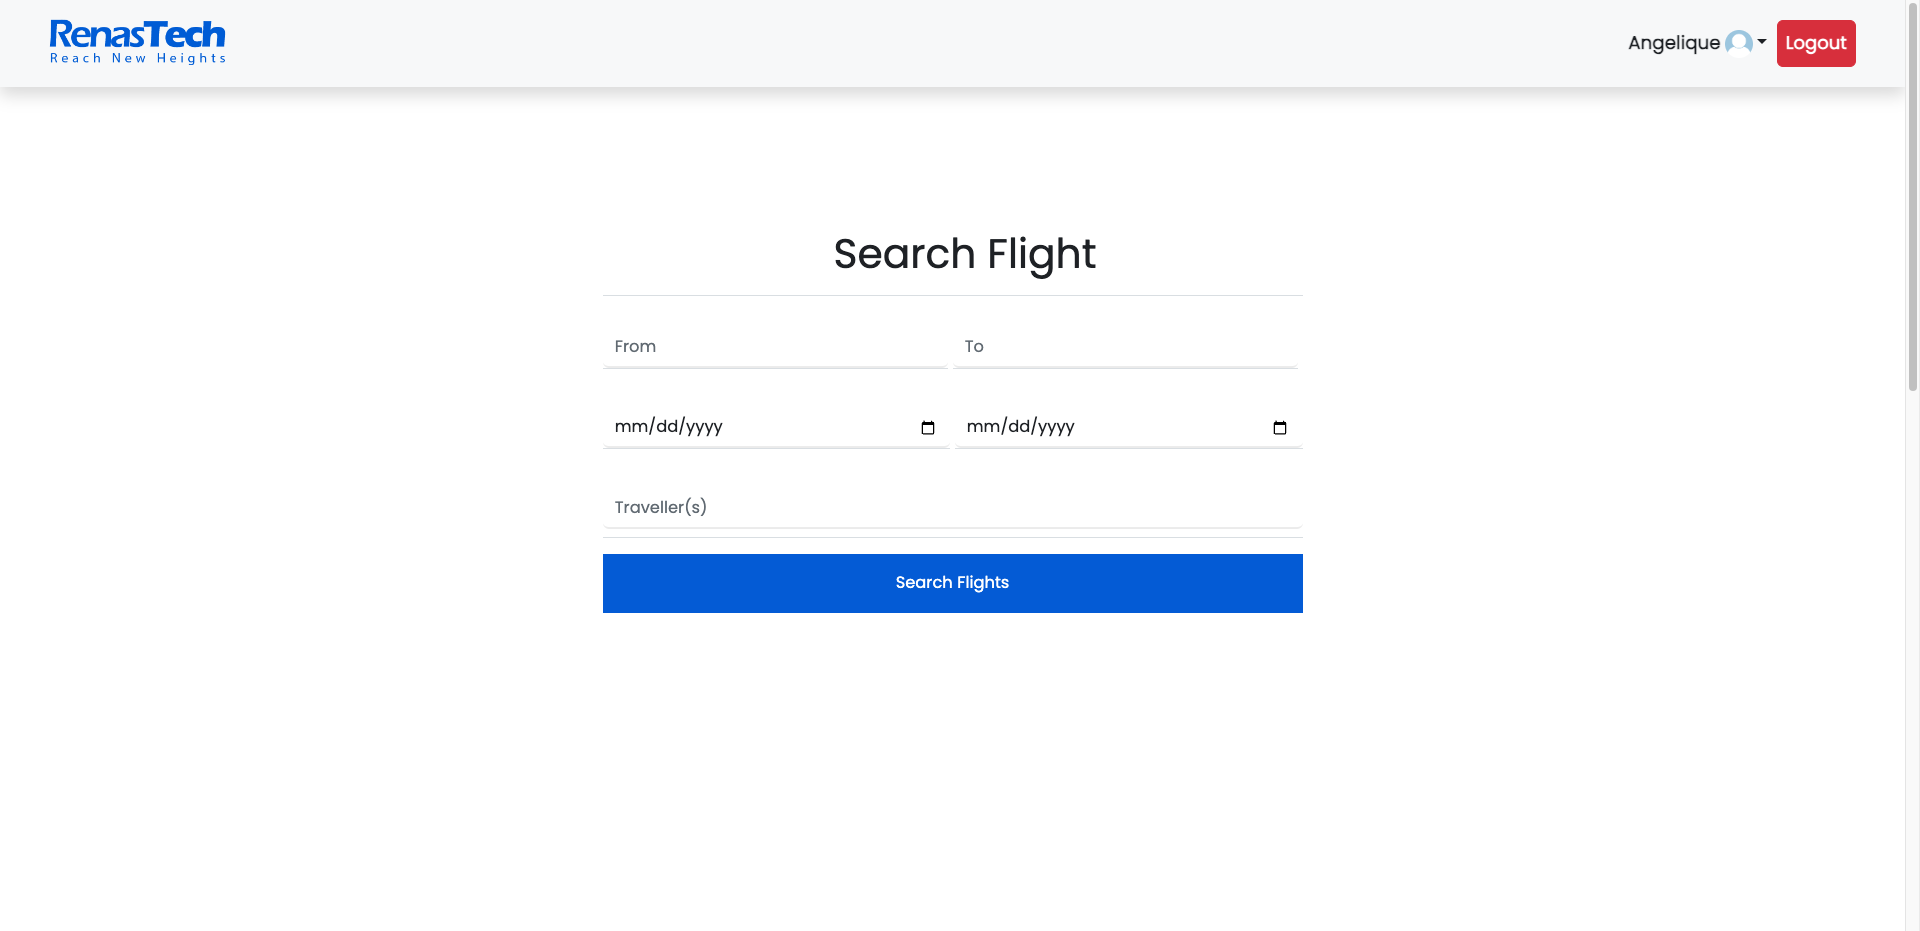 RenasTech
Reach New Heights
Angelique
Logout
Search Flight
From
To
mm/dd/yyyy
mm/dd/yyyy
Traveller(s)
Search Flights